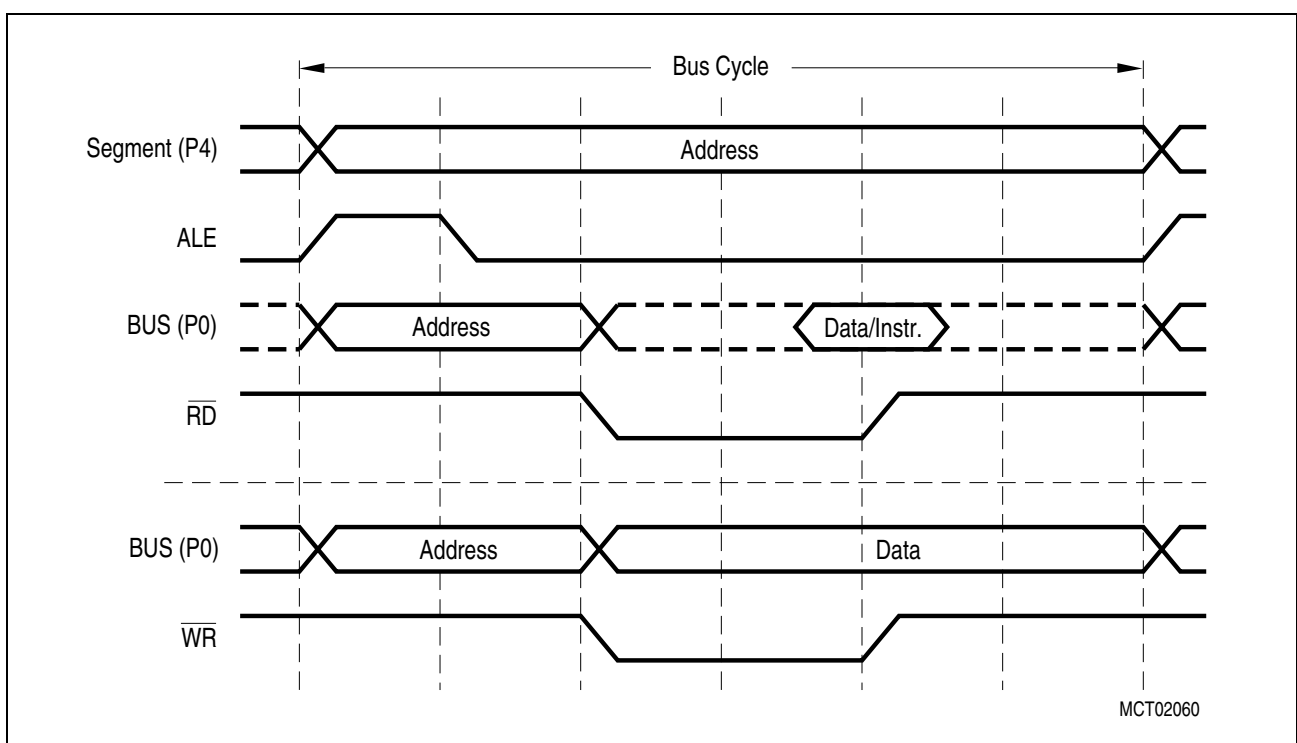 Bus Cycle
Segment (P4)
Address
ALE
BUS (P0)
Address
Data/Instr.
RD
BUS (P0)
Address
Data
WR
MCT02060